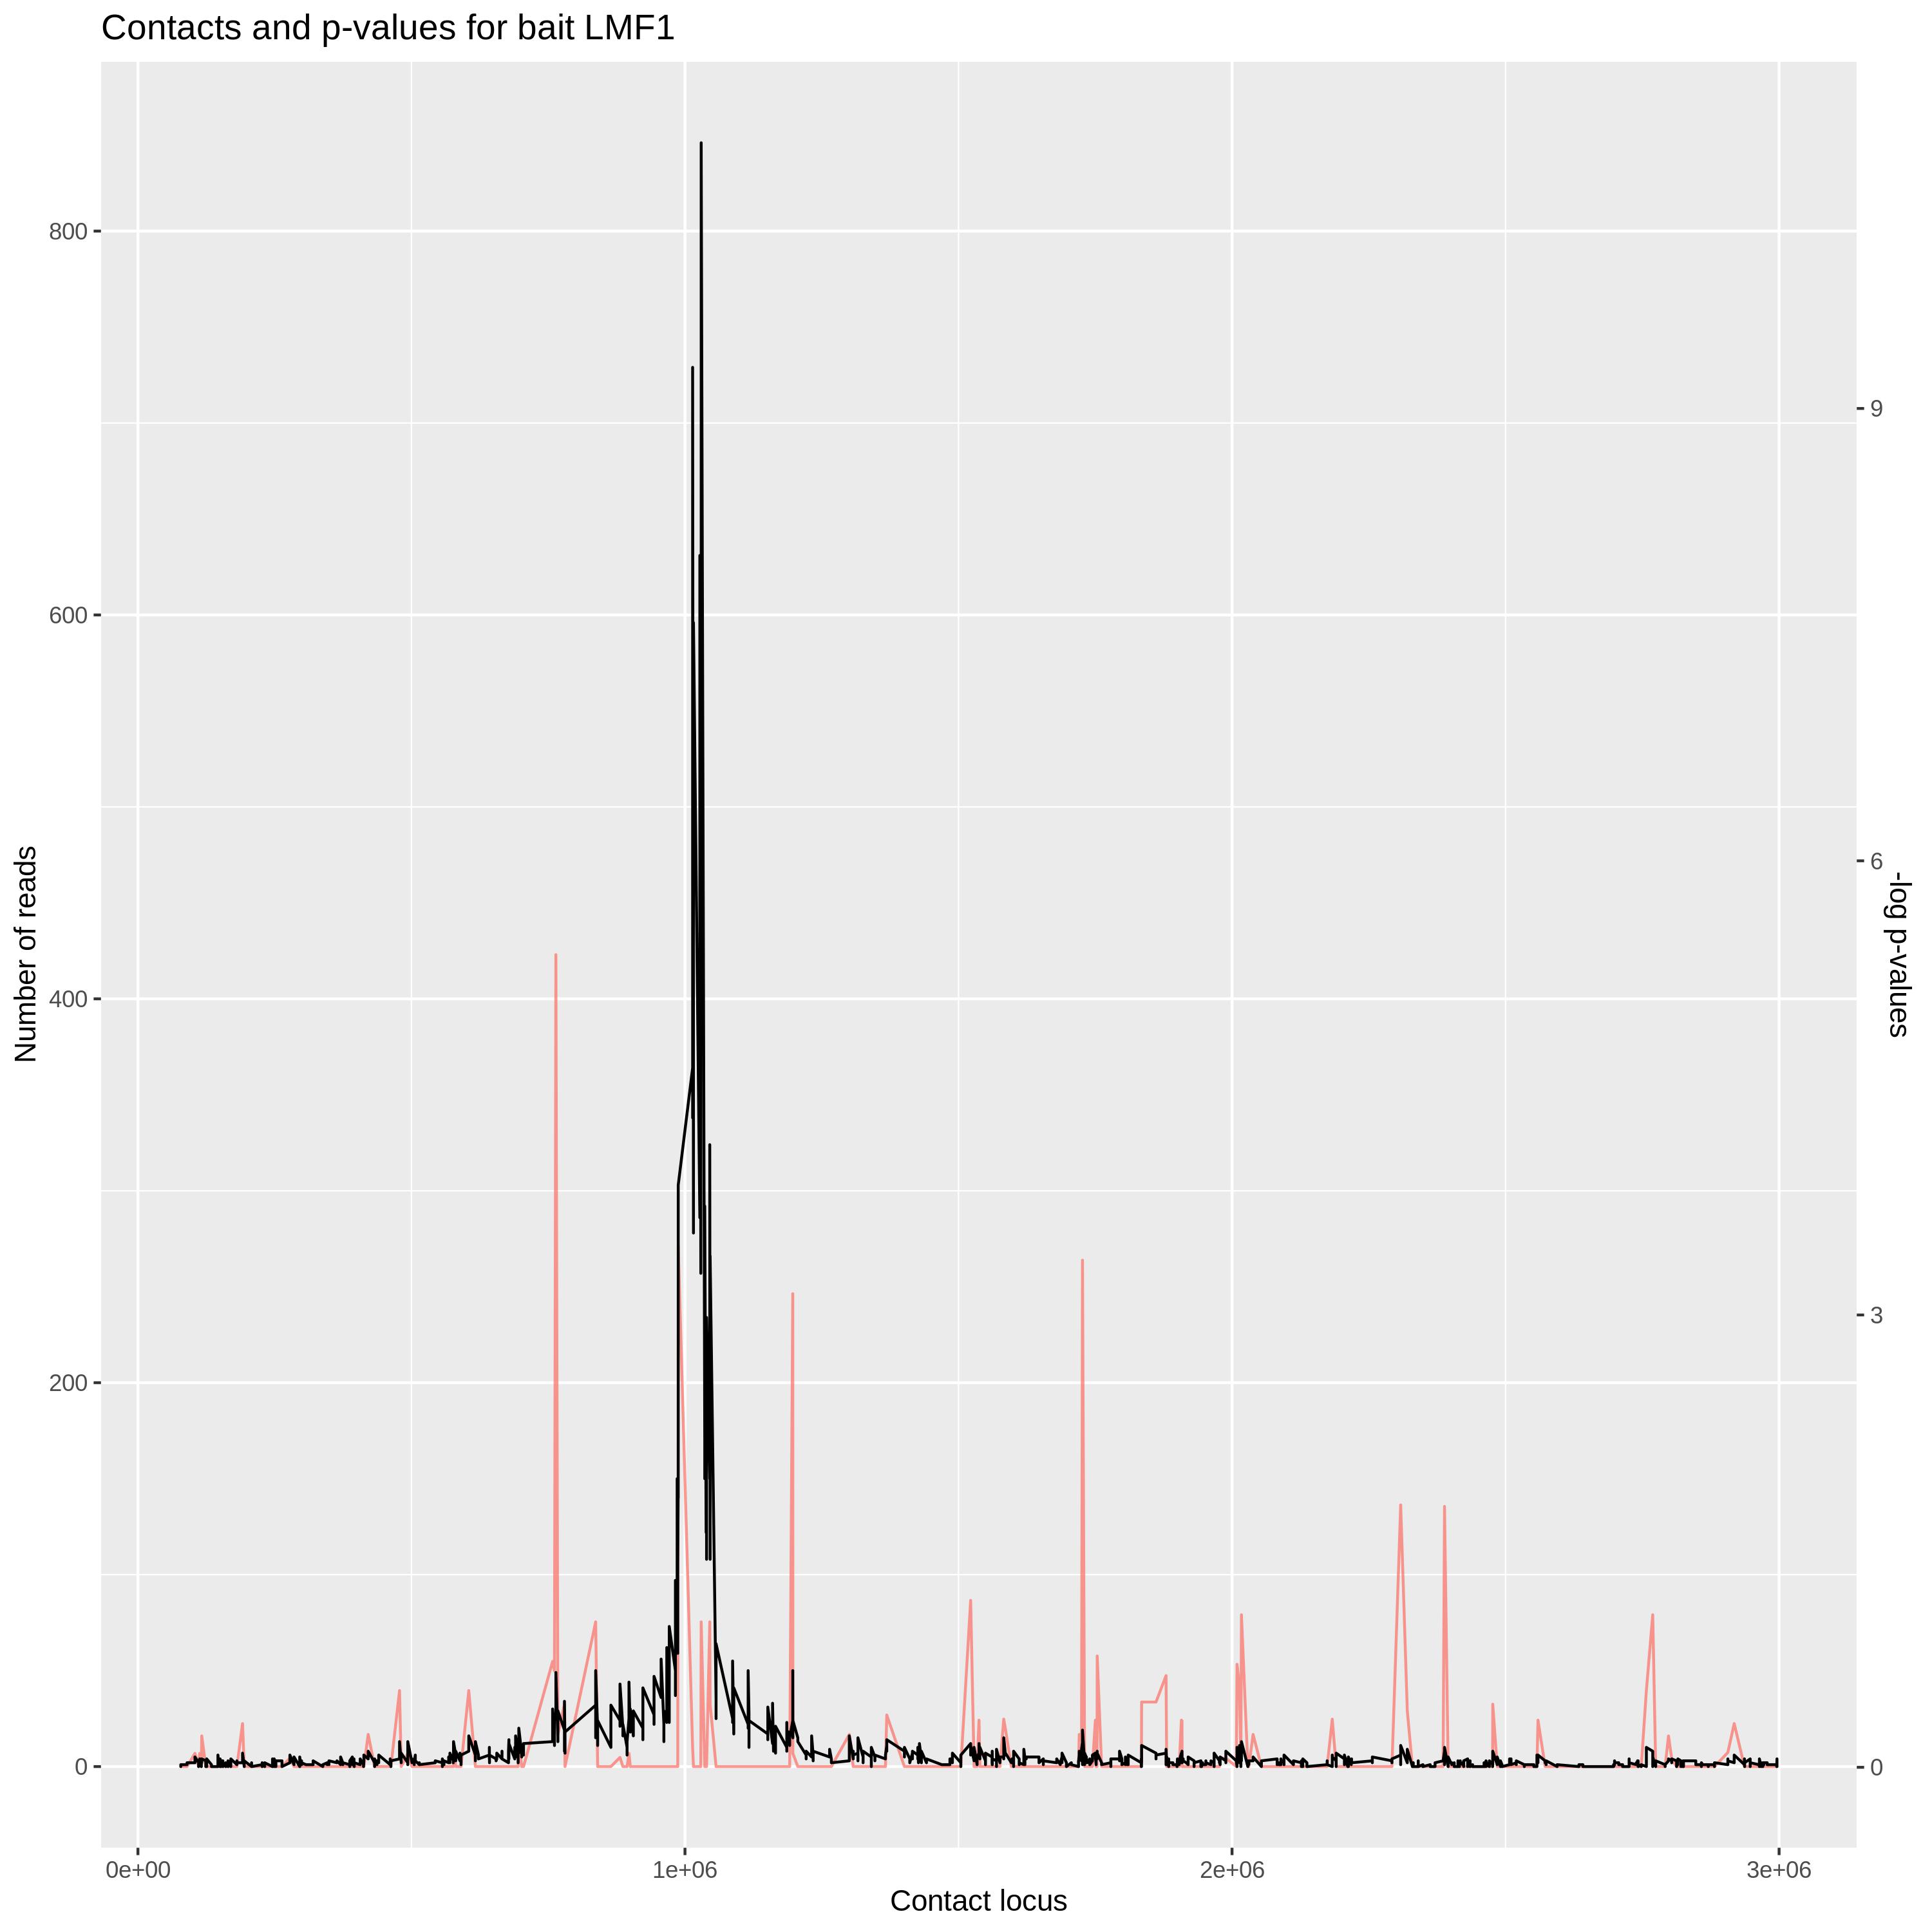 Contacts and p-values for bait LMF1
Number of reads
800
600
400
200
0
9
6
3
0
-log p-values
0e+00
1e+06
2e+06
3e+06
Contact locus